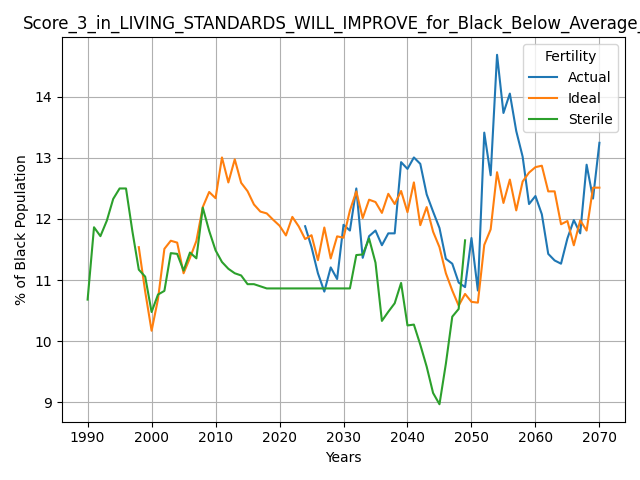 Score_3_in_LIVING_STANDARDS_WILL_IMPROVE_for_Black_Below_Average_
Fertility
Actual
Ideal
Sterile
% of Black Population
14
13
12
11
10
9
1990 2000 2010 2020 2030 2040 2050 2060 2070
Years